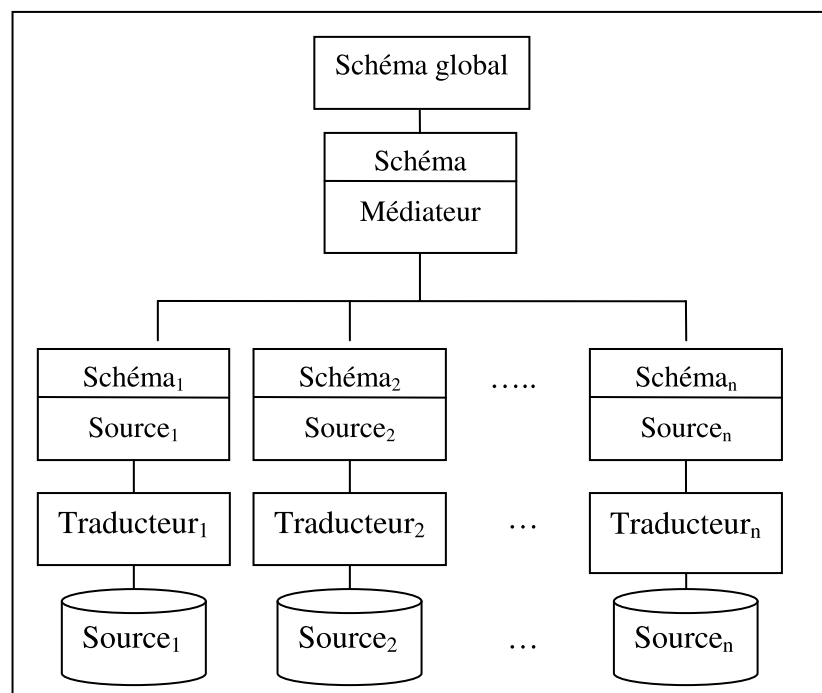 Schéma global
Schéma
Médiateur
Schéma₁ Schéma₂ ….. Schémaₙ
Source₁ Source₂ Sourceₙ
Traducteur₁ Traducteur₂ … Traducteurₙ
Source₁ Source₂ … Sourceₙ